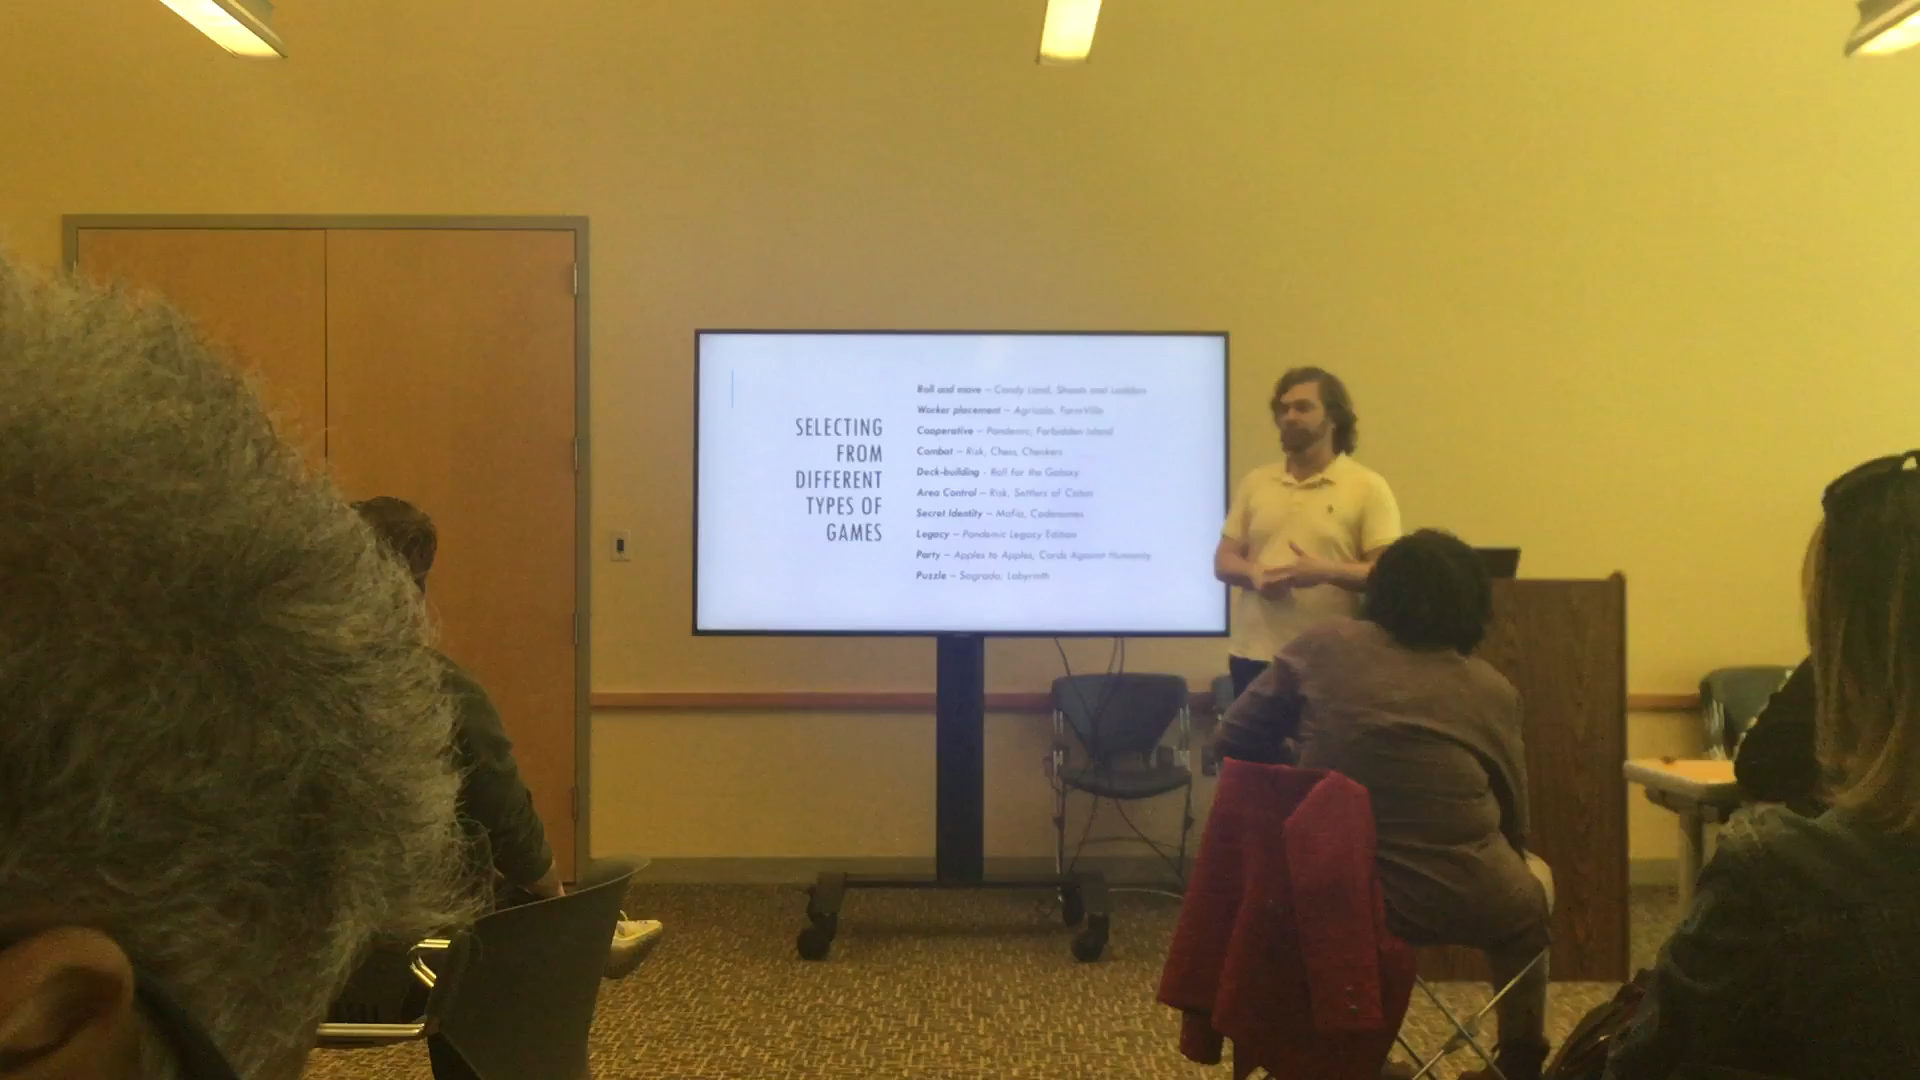 SELECTING
FROM
DIFFERENT
TYPES OF
GAMES
Roll and move – Candy Land, Shoots and Ladders
Worker placement – Agricola, FarmVille
Cooperative – Pandemic, Forbidden Island
Combat – Risk, Chess, Checkers
Deck-building - Roll for the Galaxy
Area Control – Risk, Settlers of Catan
Secret Identity – Mafia, Codenames
Legacy – Pandemic Legacy Edition
Party – Apples to Apples, Cards Against Humanity
Puzzle – Sagrada, Labyrinth